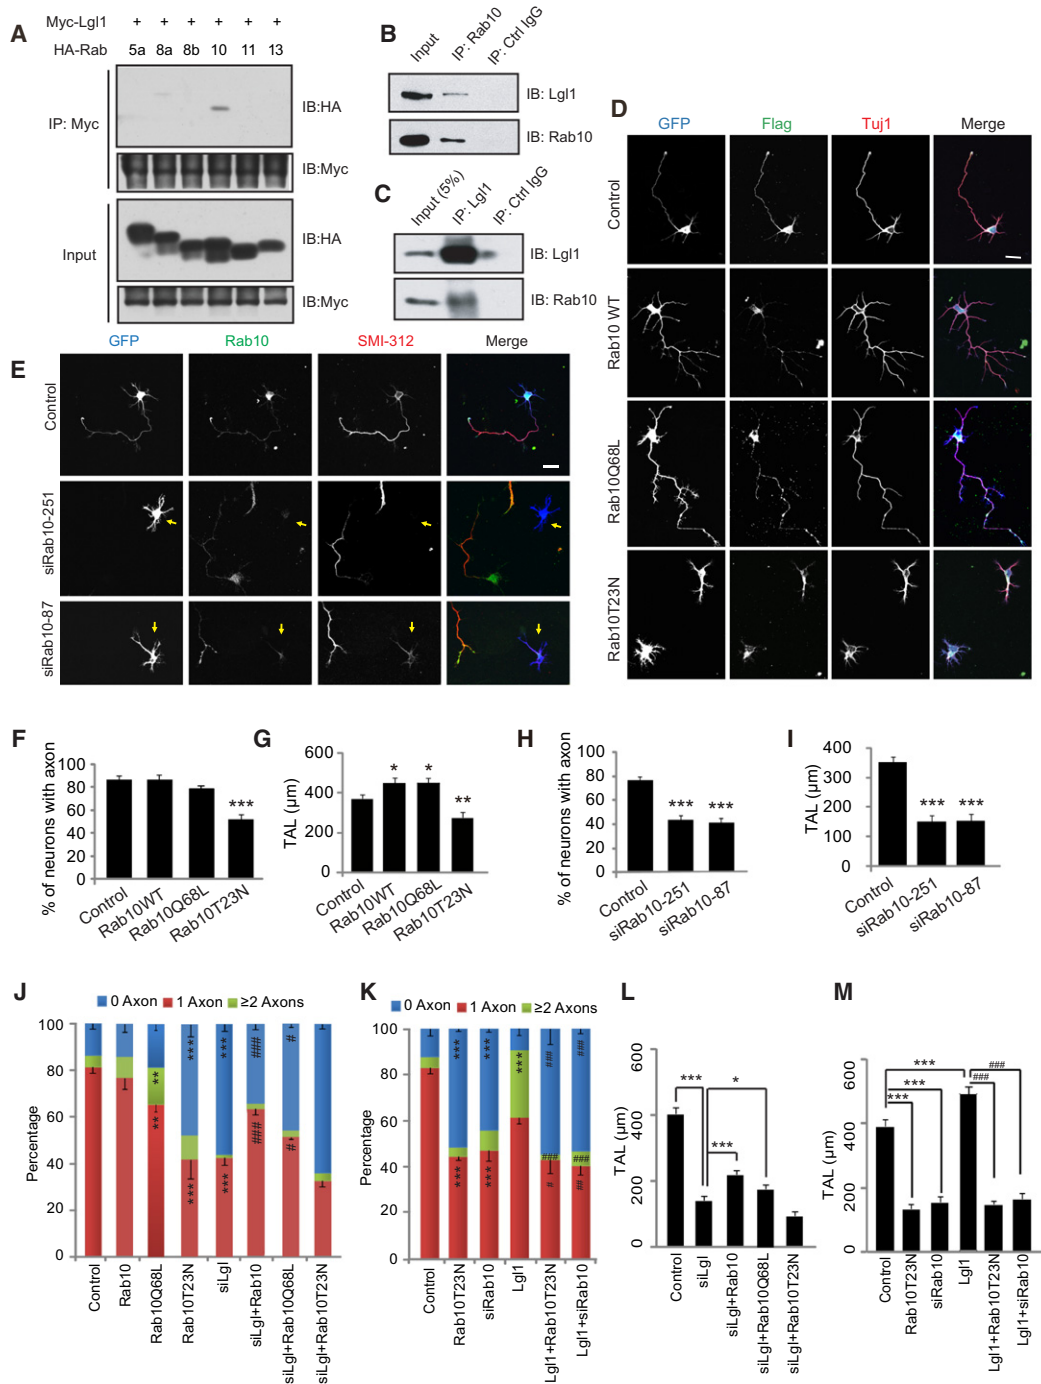 A
Myc-Lgl1 + + + + + +
HA-Rab 5a 8a 8b 10 11 13
IP: Myc
IB:HA
IB:Myc
Input
IB:HA
IB:Myc
B
Input
IP: Rab10
IP: Ctrl IgG
IB: Lgl1
IB: Rab10
C
Input (5%)
IP: Lgl1
IP: Ctrl IgG
IB: Lgl1
IB: Rab10
D
GFP Flag Tuj1 Merge
Control
Rab10 WT
Rab10Q68L
Rab10T23N
E
GFP Rab10 SMI-312 Merge
Control
siRab10-251
siRab10-87
F
% of neurons with axon
100
80
60
40
20
0
***
Control
Rab10WT
Rab10Q68L
Rab10T23N
G
TAL (µm)
600
400
200
0
* * **
Control
Rab10WT
Rab10Q68L
Rab10T23N
H
% of neurons with axon
100
80
60
40
20
0
*** ***
Control
siRab10-251
siRab10-87
I
TAL (µm)
400
300
200
100
0
*** ***
Control
siRab10-251
siRab10-87
J
0 Axon 1 Axon ≥2 Axons
Percentage
100
80
60
40
20
0
** ** *** *** *** *** ### ### # #
Control
Rab10
Rab10Q68L
Rab10T23N
siLgl
siLgl+Rab10
siLgl+Rab10Q68L
siLgl+Rab10T23N
K
0 Axon 1 Axon ≥2 Axons
Percentage
100
80
60
40
20
0
*** *** *** *** *** ### ### # ### ### ##
Control
Rab10T23N
siRab10
Lgl1
Lgl1+Rab10T23N
Lgl1+siRab10
L
TAL (µm)
600
400
200
0
*** *** *
Control
siLgl
siLgl+Rab10
siLgl+Rab10Q68L
siLgl+Rab10T23N
M
TAL (µm)
600
400
200
0
*** *** *** ### ###
Control
Rab10T23N
siRab10
Lgl1
Lgl1+Rab10T23N
Lgl1+siRab10